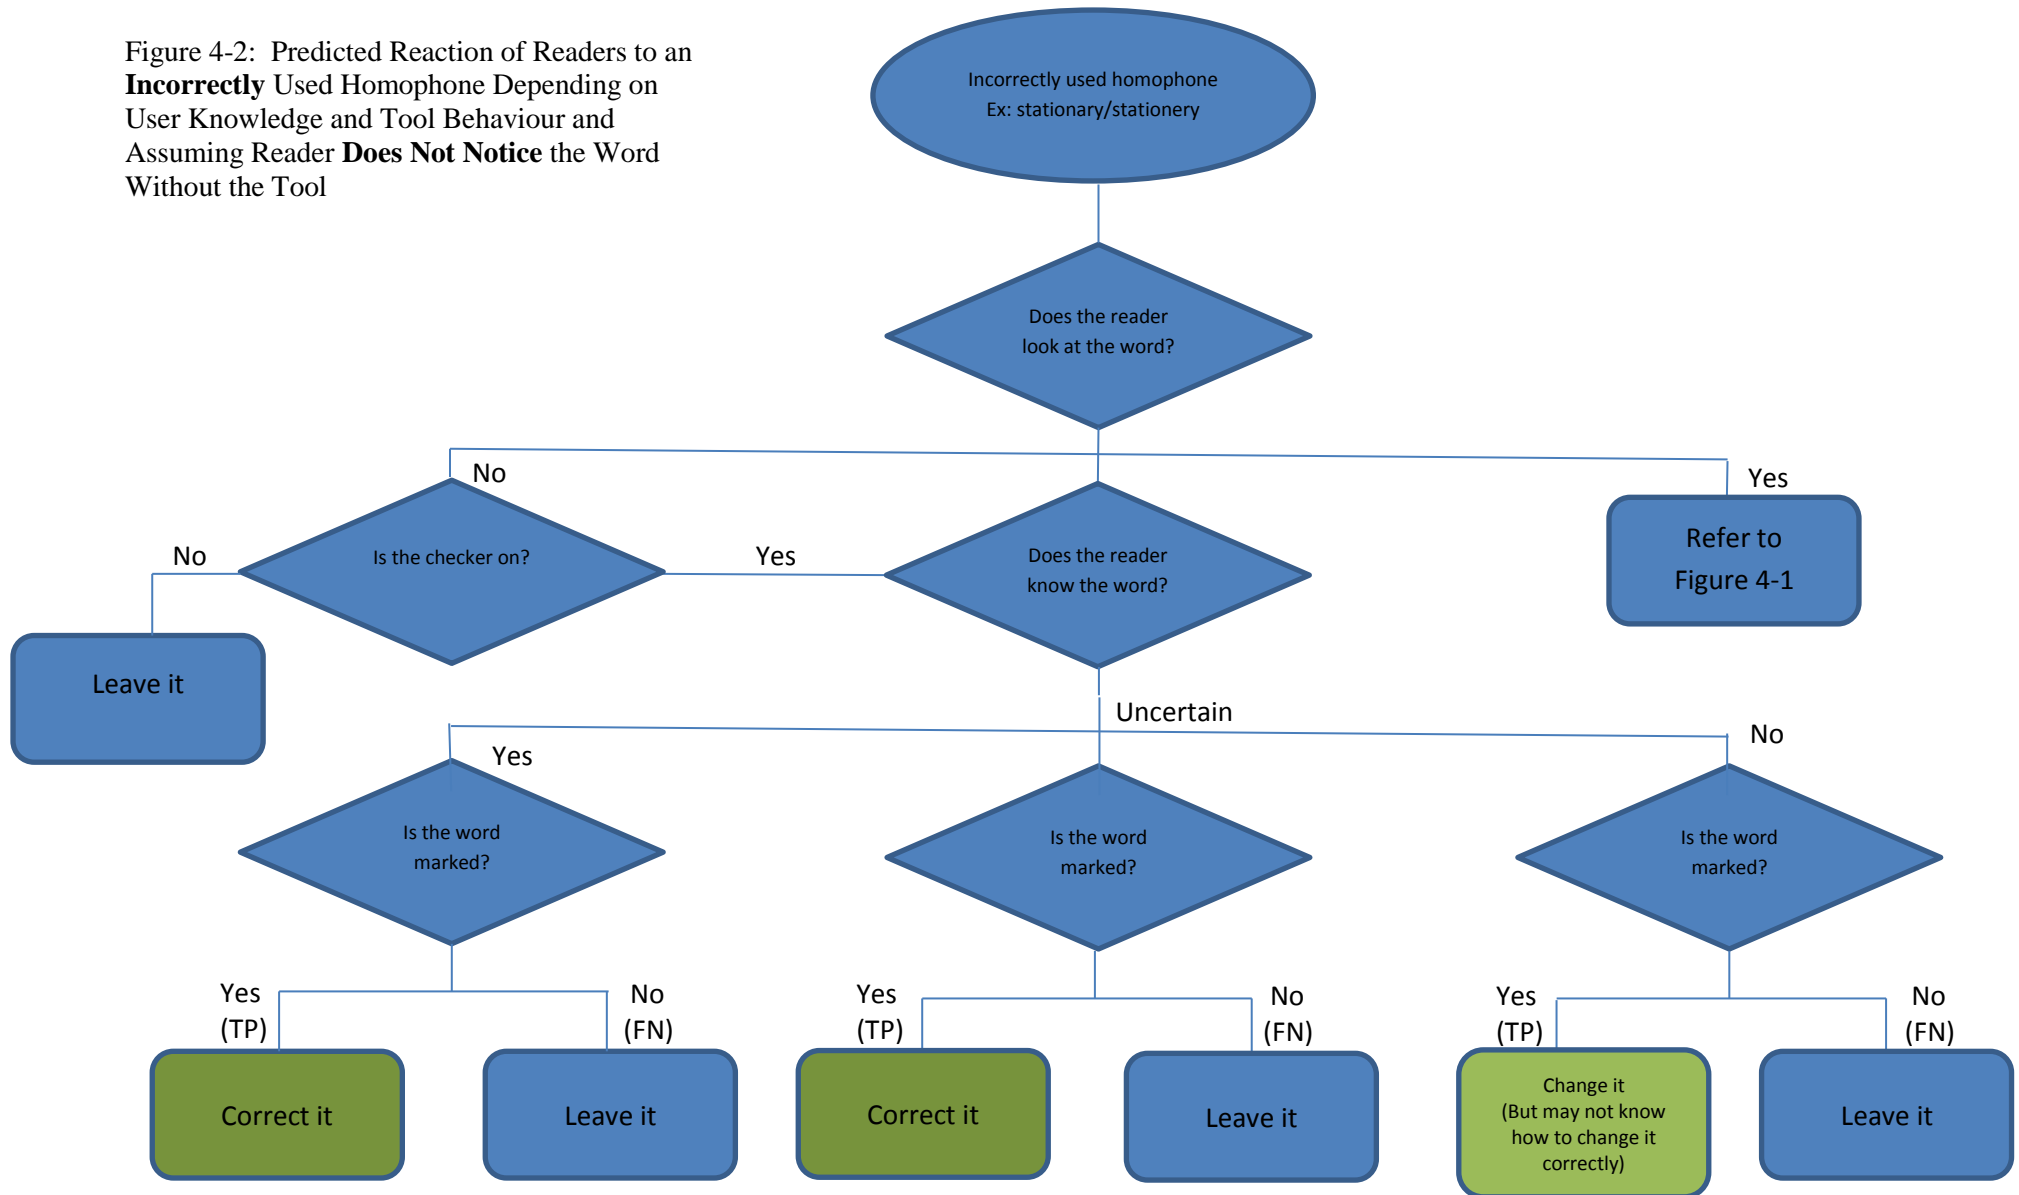 Figure 4-2: Predicted Reaction of Readers to an
Incorrectly Used Homophone Depending on
User Knowledge and Tool Behaviour and
Assuming Reader Does Not Notice the Word
Without the Tool
Incorrectly used homophone
Ex: stationary/stationery
Does the reader
look at the word?
No
Yes
Is the checker on?
No
Yes
Does the reader
know the word?
Refer to
Figure 4-1
Leave it
Uncertain
Yes
No
Is the word
marked?
Is the word
marked?
Is the word
marked?
Yes
(TP)
No
(FN)
Yes
(TP)
No
(FN)
Yes
(TP)
No
(FN)
Correct it
Leave it
Correct it
Leave it
Change it
(But may not know
how to change it
correctly)
Leave it